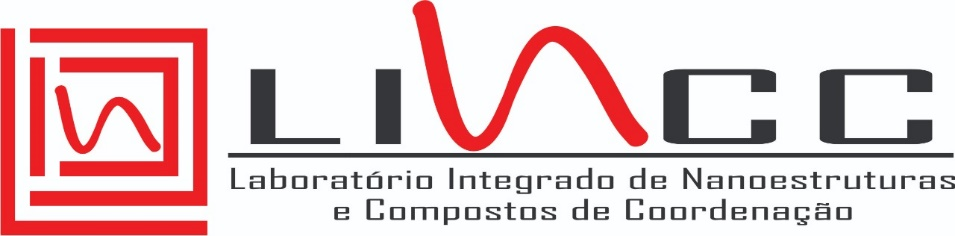 LINCC
Laboratório Integrado de Nanoestruturas
e Compostos de Coordenação